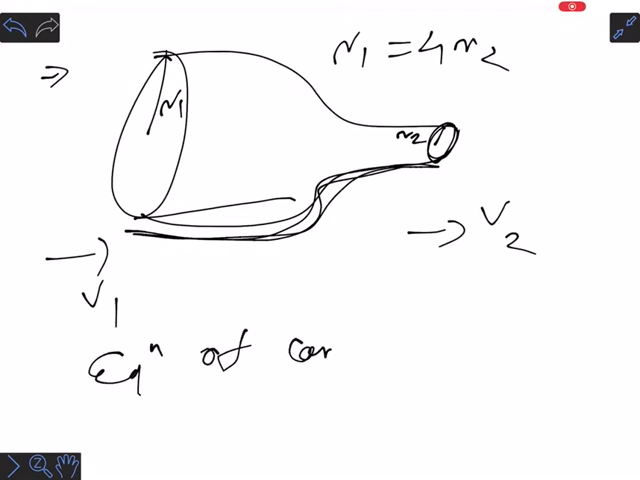 ⇒
r₁ = 4r₂
r₁
r₂
→ v₂
→ v₁
Eqⁿ of con